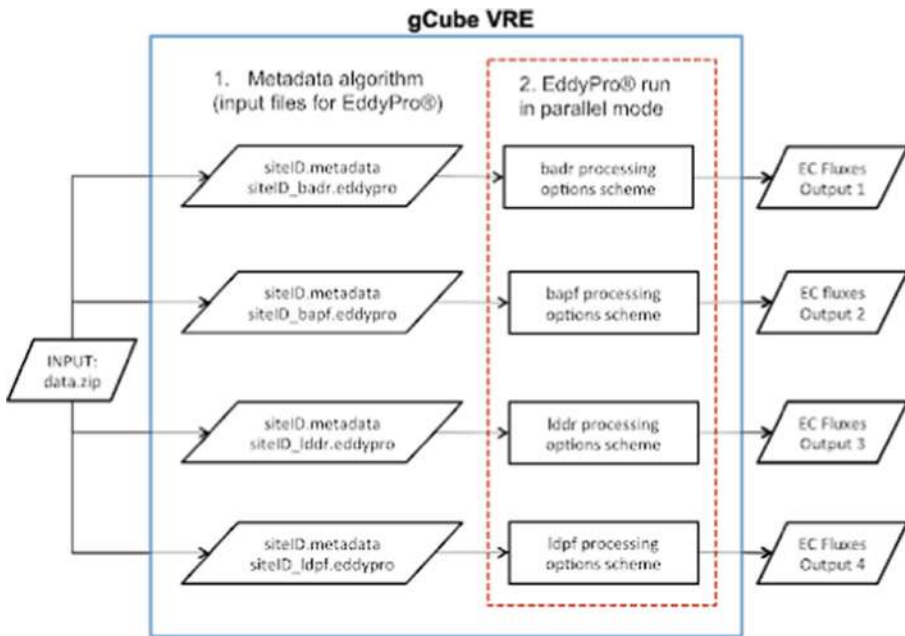 gCube VRE
1. Metadata algorithm
(input files for EddyPro®)
2. EddyPro® run
in parallel mode
siteID.metadata
siteID_badr.eddypro
badr processing
options scheme
EC Fluxes
Output 1
siteID.metadata
siteID_bapf.eddypro
bapf processing
options scheme
EC fluxes
Output 2
INPUT:
data.zip
siteID.metadata
siteID_lddr.eddypro
lddr processing
options scheme
EC Fluxes
Output 3
siteID.metadata
siteID_ldpf.eddypro
ldpf processing
options scheme
EC Fluxes
Output 4